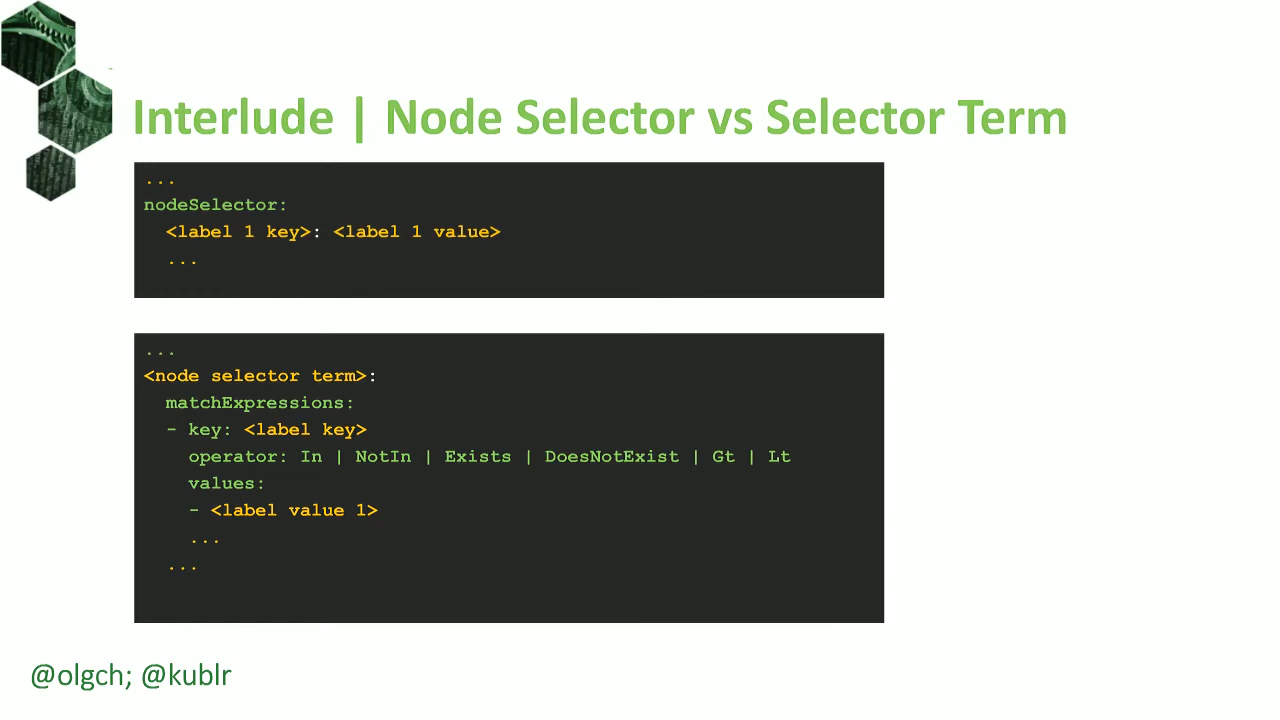 Interlude | Node Selector vs Selector Term
...
nodeSelector:
  <label 1 key>: <label 1 value>
  ...
...
<node selector term>:
  matchExpressions:
  - key: <label key>
    operator: In | NotIn | Exists | DoesNotExist | Gt | Lt
    values:
    - <label value 1>
    ...
  ...
@olgch; @kublr